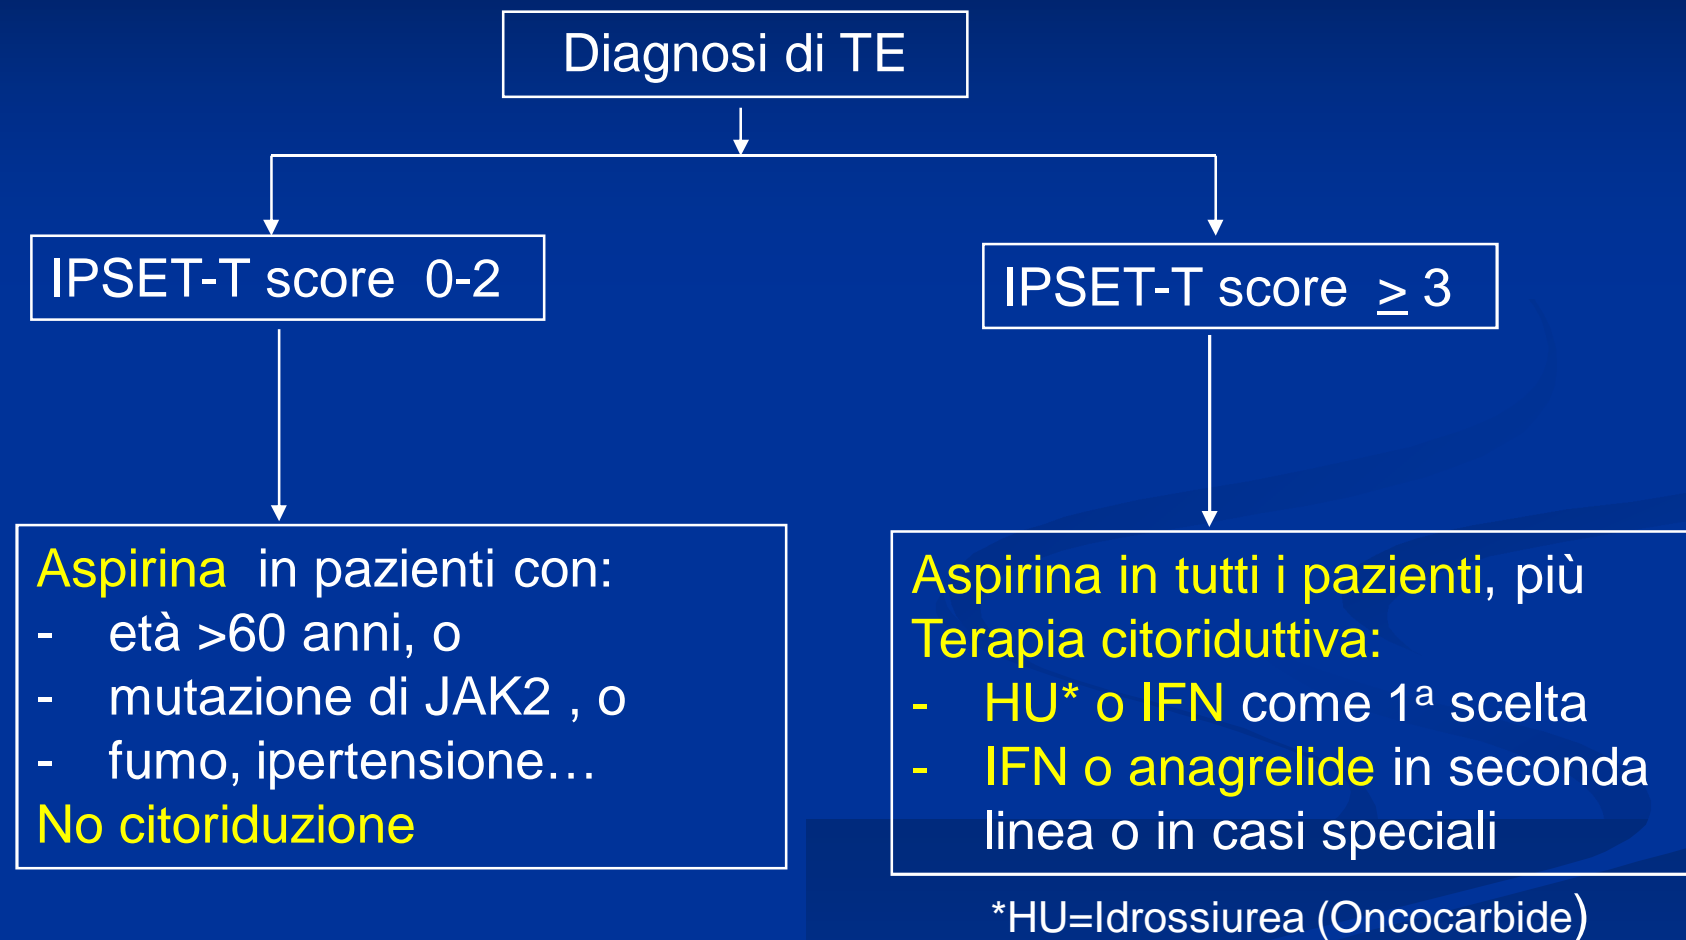 Diagnosi di TE
IPSET-T score 0-2
IPSET-T score ≥ 3
Aspirina in pazienti con:
- età >60 anni, o
- mutazione di JAK2 , o
- fumo, ipertensione…
No citoriduzione
Aspirina in tutti i pazienti, più
Terapia citoriduttiva:
- HU* o IFN come 1ª scelta
- IFN o anagrelide in seconda
linea o in casi speciali
*HU=Idrossiurea (Oncocarbide)